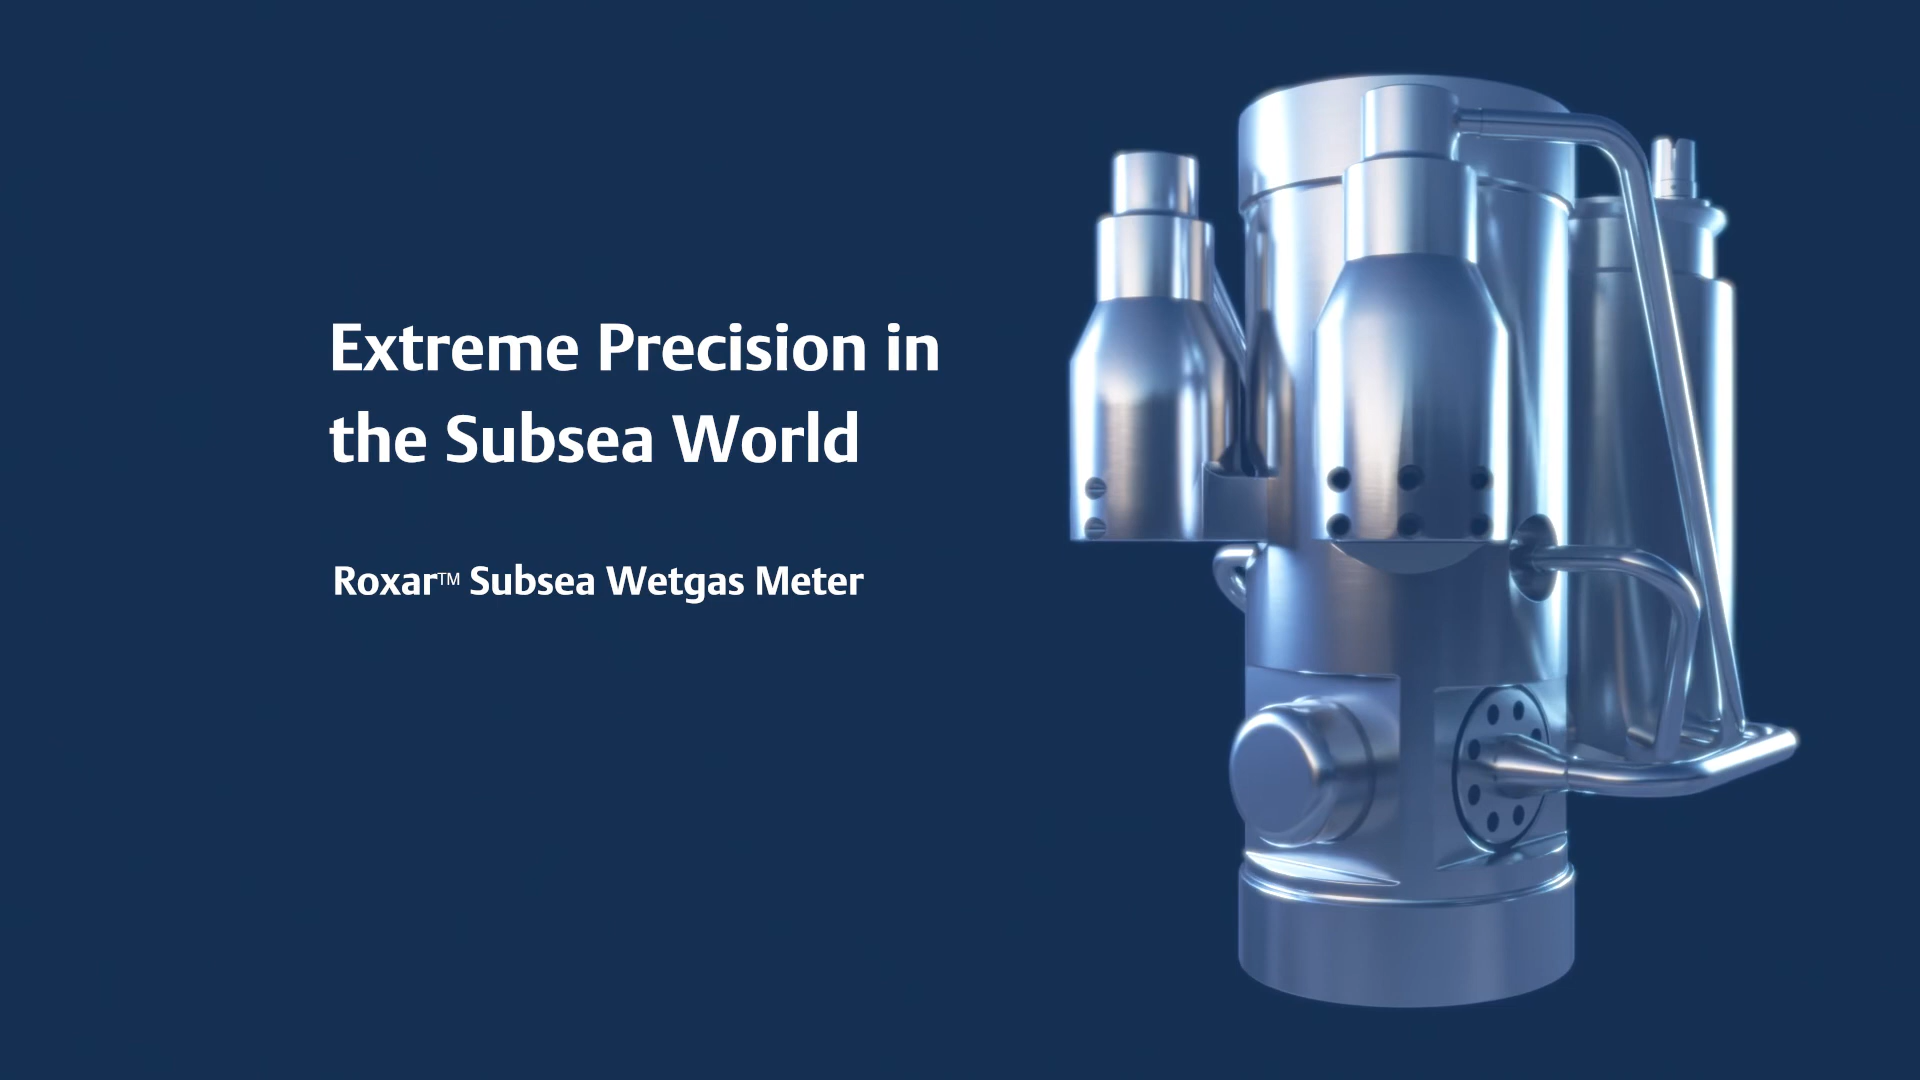 Extreme Precision in
the Subsea World
Roxar™ Subsea Wetgas Meter